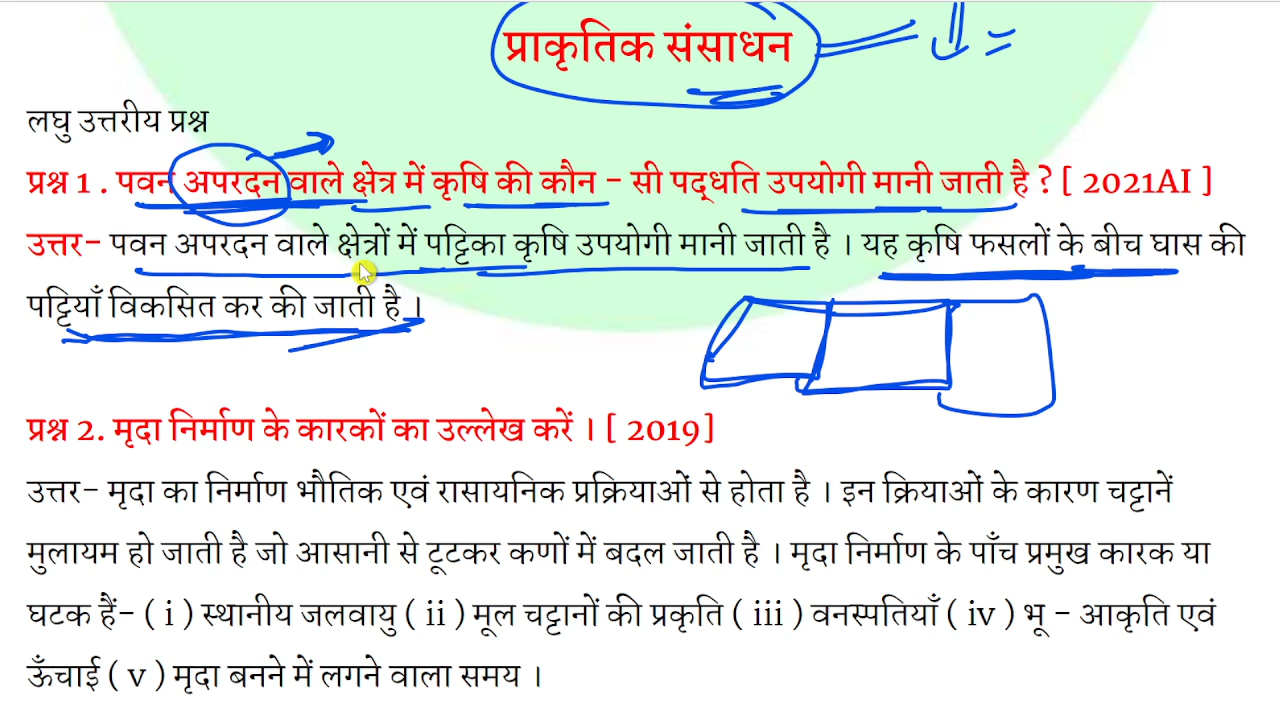 प्राकृतिक संसाधन
लघु उत्तरीय प्रश्न
प्रश्न 1 . पवन अपरदन वाले क्षेत्र में कृषि की कौन - सी पद्धति उपयोगी मानी जाती है ? [ 2021AI ]
उत्तर- पवन अपरदन वाले क्षेत्रों में पट्टिका कृषि उपयोगी मानी जाती है । यह कृषि फसलों के बीच घास की
पट्टियाँ विकसित कर की जाती है ।
प्रश्न 2. मृदा निर्माण के कारकों का उल्लेख करें । [ 2019]
उत्तर- मृदा का निर्माण भौतिक एवं रासायनिक प्रक्रियाओं से होता है । इन क्रियाओं के कारण चट्टानें
मुलायम हो जाती है जो आसानी से टूटकर कणों में बदल जाती है । मृदा निर्माण के पाँच प्रमुख कारक या
घटक हैं- ( i ) स्थानीय जलवायु ( ii ) मूल चट्टानों की प्रकृति ( iii ) वनस्पतियाँ ( iv ) भू - आकृति एवं
ऊँचाई ( v ) मृदा बनने में लगने वाला समय ।